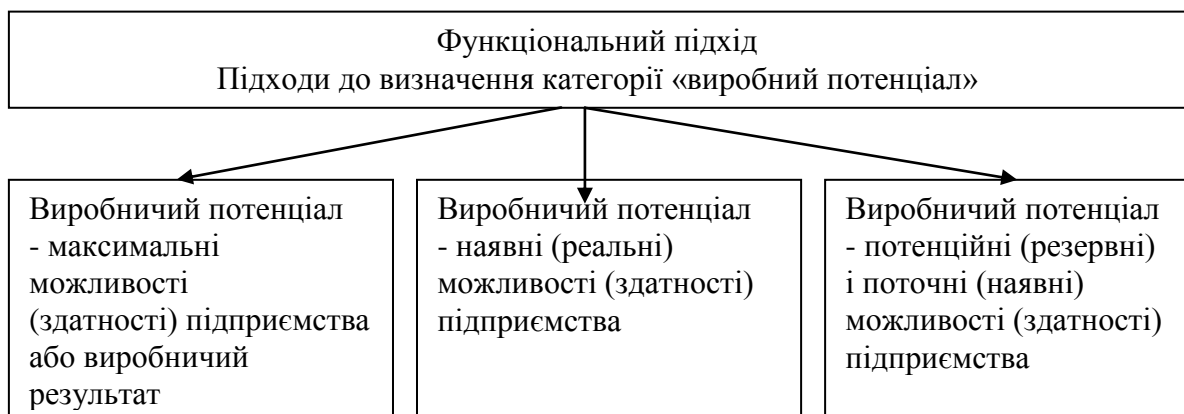 Функціональний підхід
Підходи до визначення категорії «виробний потенціал»
Виробничий потенціал
- максимальні
можливості
(здатності) підприємства
або виробничий
результат
Виробничий потенціал
- наявні (реальні)
можливості (здатності)
підприємства
Виробничий потенціал
- потенційні (резервні)
і поточні (наявні)
можливості (здатності)
підприємства